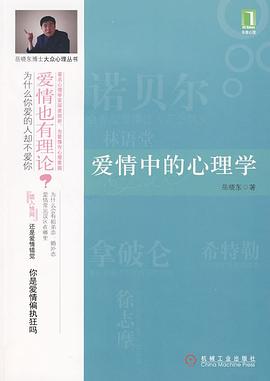 岳晓东博士大众心理丛书
爱情也有理论?
为什么你爱的人却不爱你
还是爱情错觉
你是爱情偏执狂吗
华章心理
诺贝尔
林语堂
爱情中的心理学
岳晓东◎著
拿破仑
希特勒
徐志摩
机械工业出版社
China Machine Press